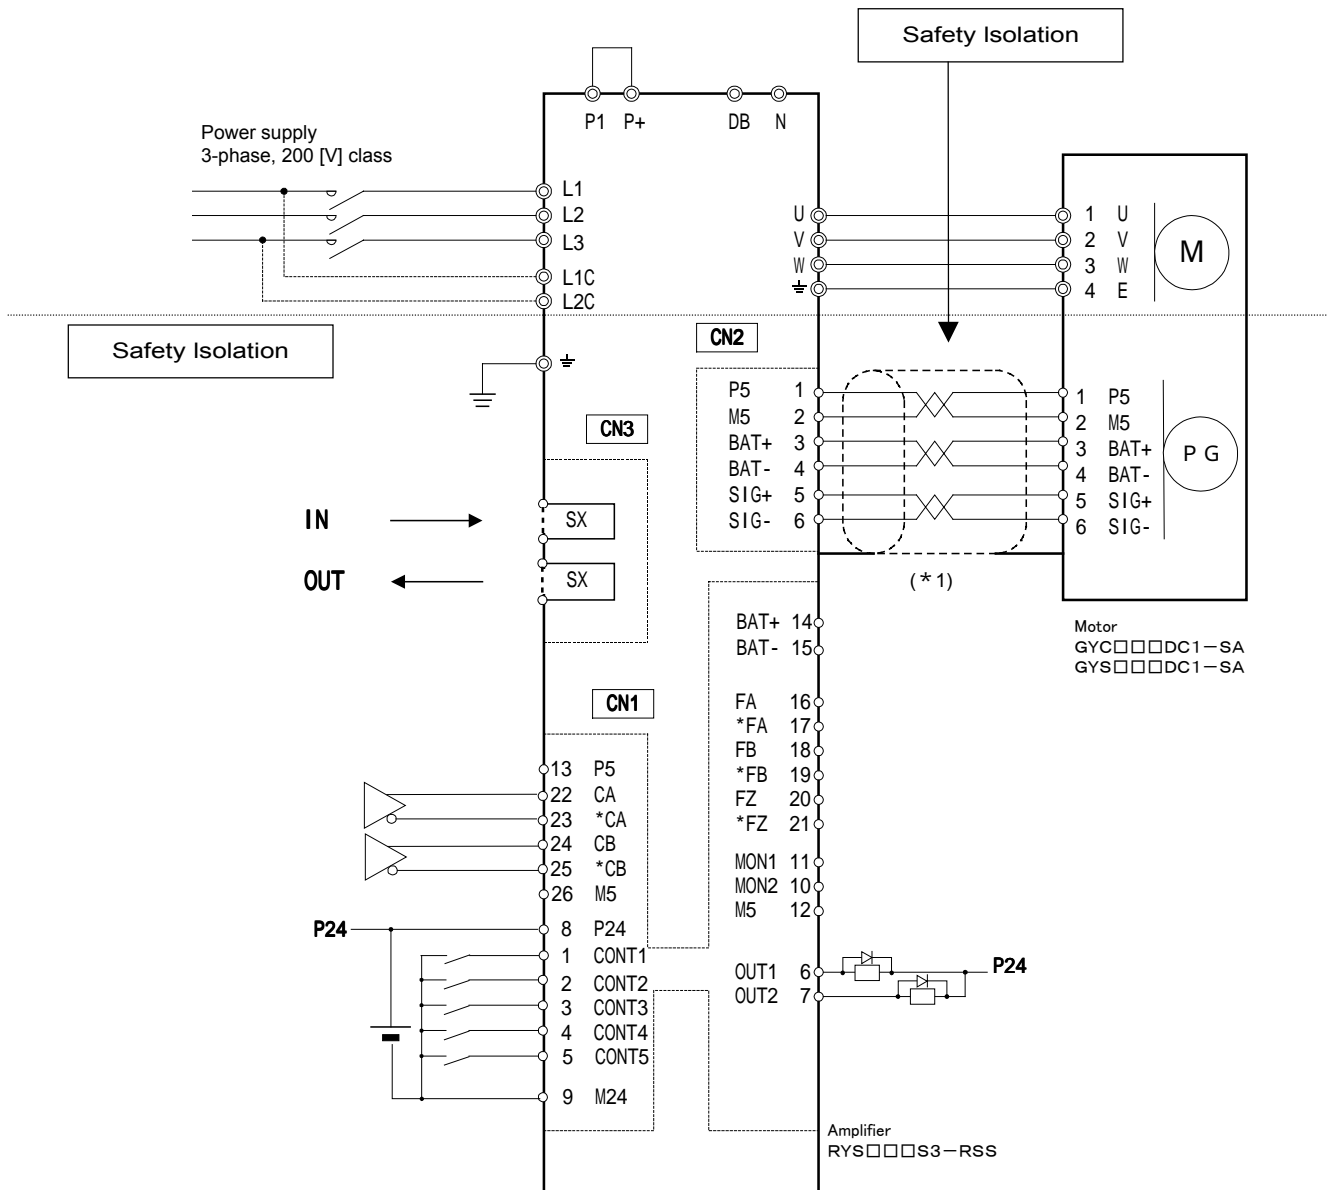 Safety Isolation
P1 P+ DB N
Power supply
3-phase, 200 [V] class
L1
L2
L3
L1C
L2C
U
V
W
1 U
2 V
3 W
4 E
M
Safety Isolation
CN2
P5 1
M5 2
BAT+ 3
BAT- 4
SIG+ 5
SIG- 6
1 P5
2 M5
3 BAT+
4 BAT-
5 SIG+
6 SIG-
P G
(*1)
CN3
IN
SX
OUT
SX
Motor
GYC□□□DC1-SA
GYS□□□DC1-SA
BAT+ 14
BAT- 15
FA 16
*FA 17
FB 18
*FB 19
FZ 20
*FZ 21
MON1 11
MON2 10
M5 12
OUT1 6
OUT2 7
P24
CN1
13 P5
22 CA
23 *CA
24 CB
25 *CB
26 M5
P24
8 P24
1 CONT1
2 CONT2
3 CONT3
4 CONT4
5 CONT5
9 M24
Amplifier
RYS□□□S3-RSS